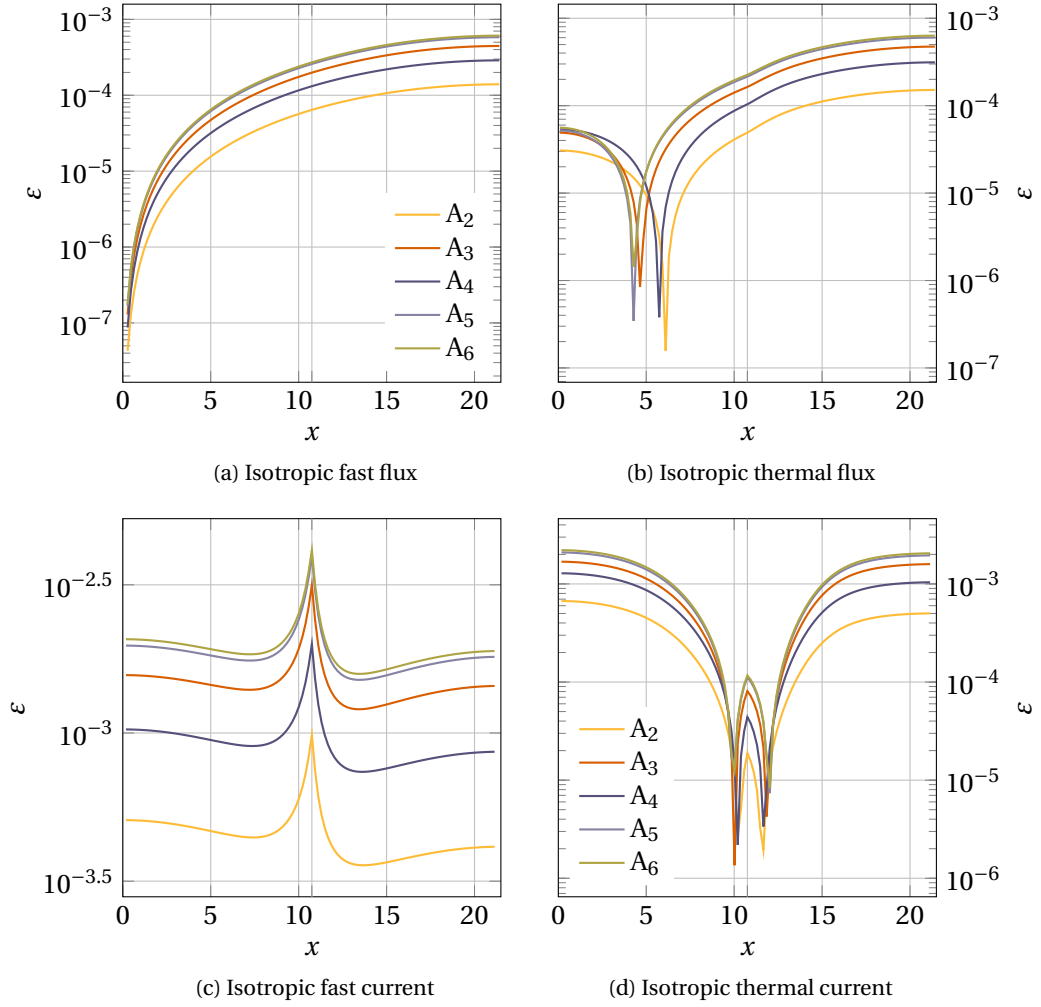 10⁻³
10⁻⁴
10⁻⁵
10⁻⁶
10⁻⁷
ε
A₂
A₃
A₄
A₅
A₆
0 5 10 15 20
x
(a) Isotropic fast flux
10⁻³
10⁻⁴
10⁻⁵
10⁻⁶
10⁻⁷
ε
0 5 10 15 20
x
(b) Isotropic thermal flux
10⁻²·⁵
10⁻³
10⁻³·⁵
ε
0 5 10 15 20
x
(c) Isotropic fast current
10⁻³
10⁻⁴
10⁻⁵
10⁻⁶
ε
A₂
A₃
A₄
A₅
A₆
0 5 10 15 20
x
(d) Isotropic thermal current